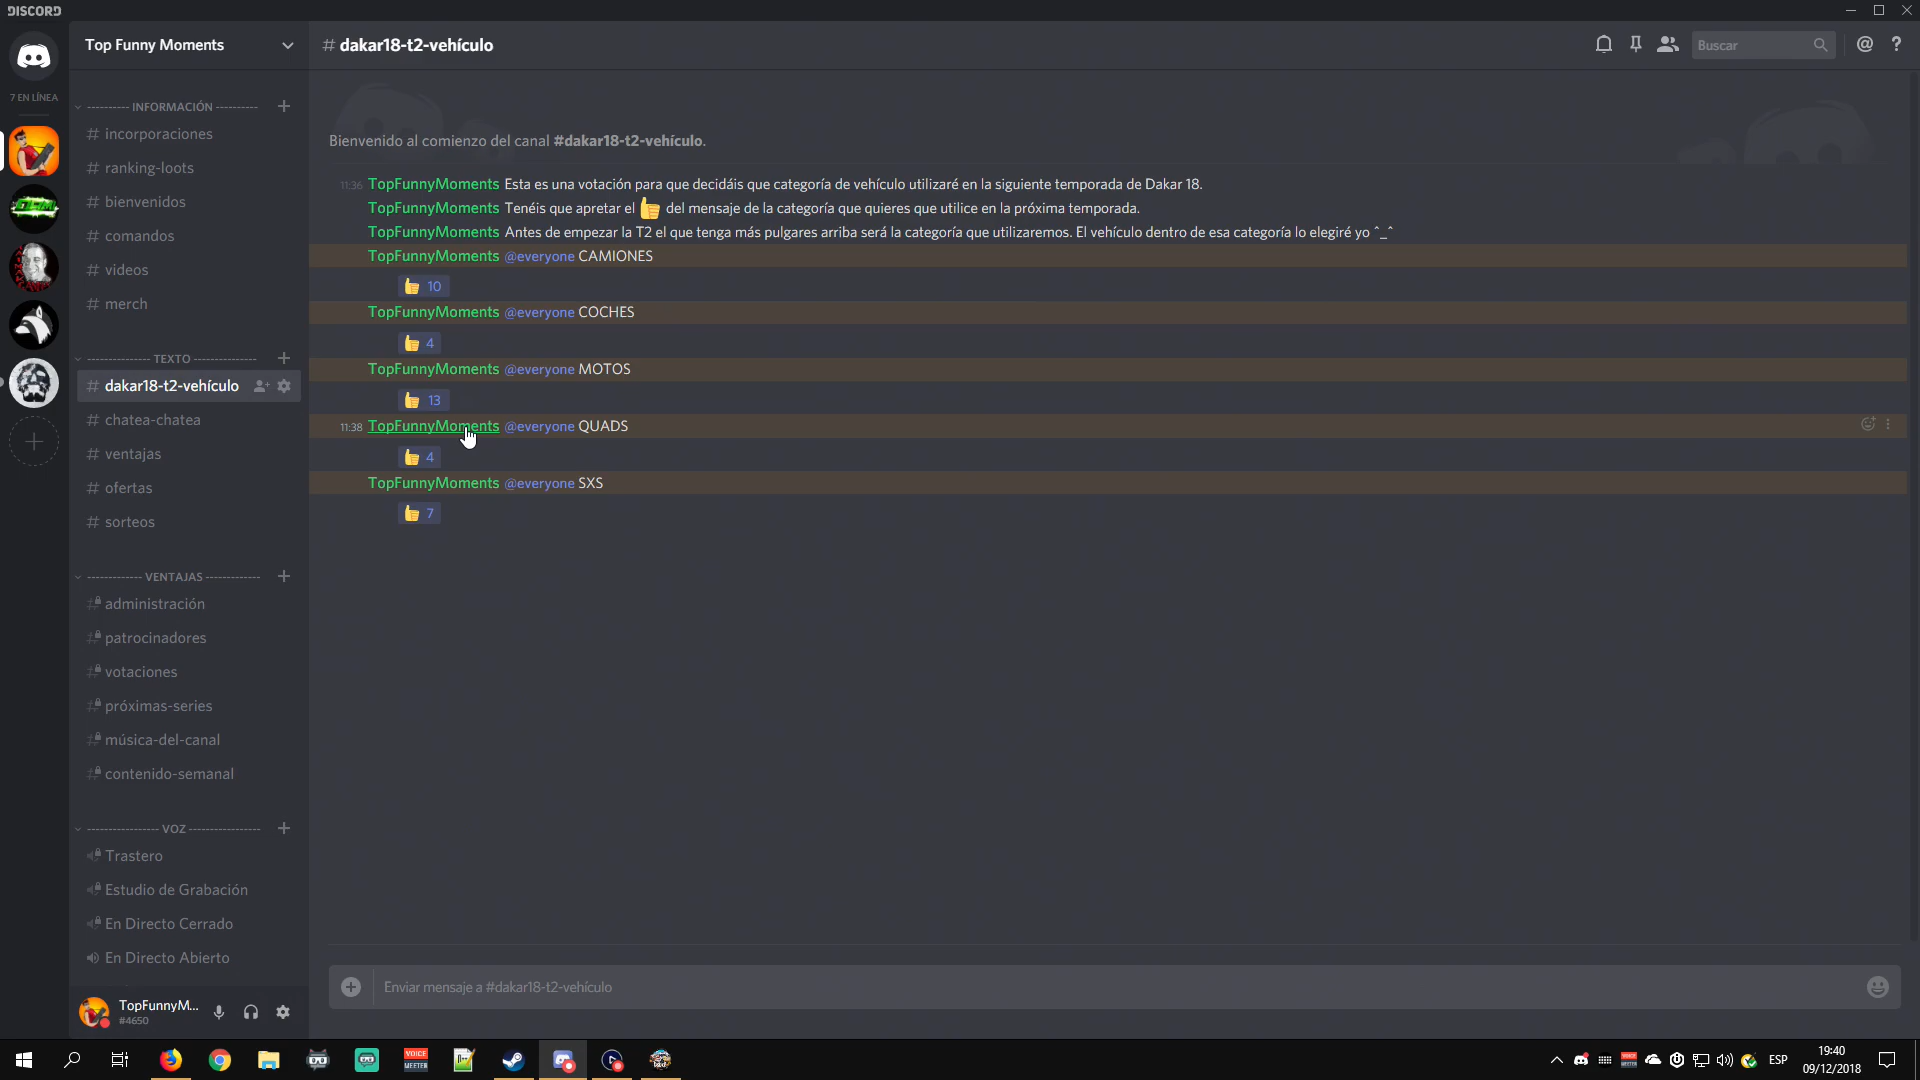 DISCORD
Top Funny Moments
# dakar18-t2-vehículo
Buscar
7 EN LÍNEA
---------- INFORMACIÓN ----------
# incorporaciones
# ranking-loots
# bienvenidos
# comandos
# videos
# merch
--------------- TEXTO ---------------
# dakar18-t2-vehículo
# chatea-chatea
# ventajas
# ofertas
# sorteos
------------- VENTAJAS -------------
administración
patrocinadores
votaciones
próximas-series
música-del-canal
contenido-semanal
----------------- VOZ -----------------
Trastero
Estudio de Grabación
En Directo Cerrado
En Directo Abierto
TopFunnyM...
#4650
Bienvenido al comienzo del canal #dakar18-t2-vehículo.
11:36 TopFunnyMoments Esta es una votación para que decidáis que categoría de vehículo utilizaré en la siguiente temporada de Dakar 18.
TopFunnyMoments Tenéis que apretar el 👍 del mensaje de la categoría que quieres que utilice en la próxima temporada.
TopFunnyMoments Antes de empezar la T2 el que tenga más pulgares arriba será la categoría que utilizaremos. El vehículo dentro de esa categoría lo elegiré yo ^_^
TopFunnyMoments @everyone CAMIONES
👍 10
TopFunnyMoments @everyone COCHES
👍 4
TopFunnyMoments @everyone MOTOS
👍 13
11:38 TopFunnyMoments @everyone QUADS
👍 4
TopFunnyMoments @everyone SXS
👍 7
Enviar mensaje a #dakar18-t2-vehículo
VOICE
MEETER
ESP
19:40
09/12/2018